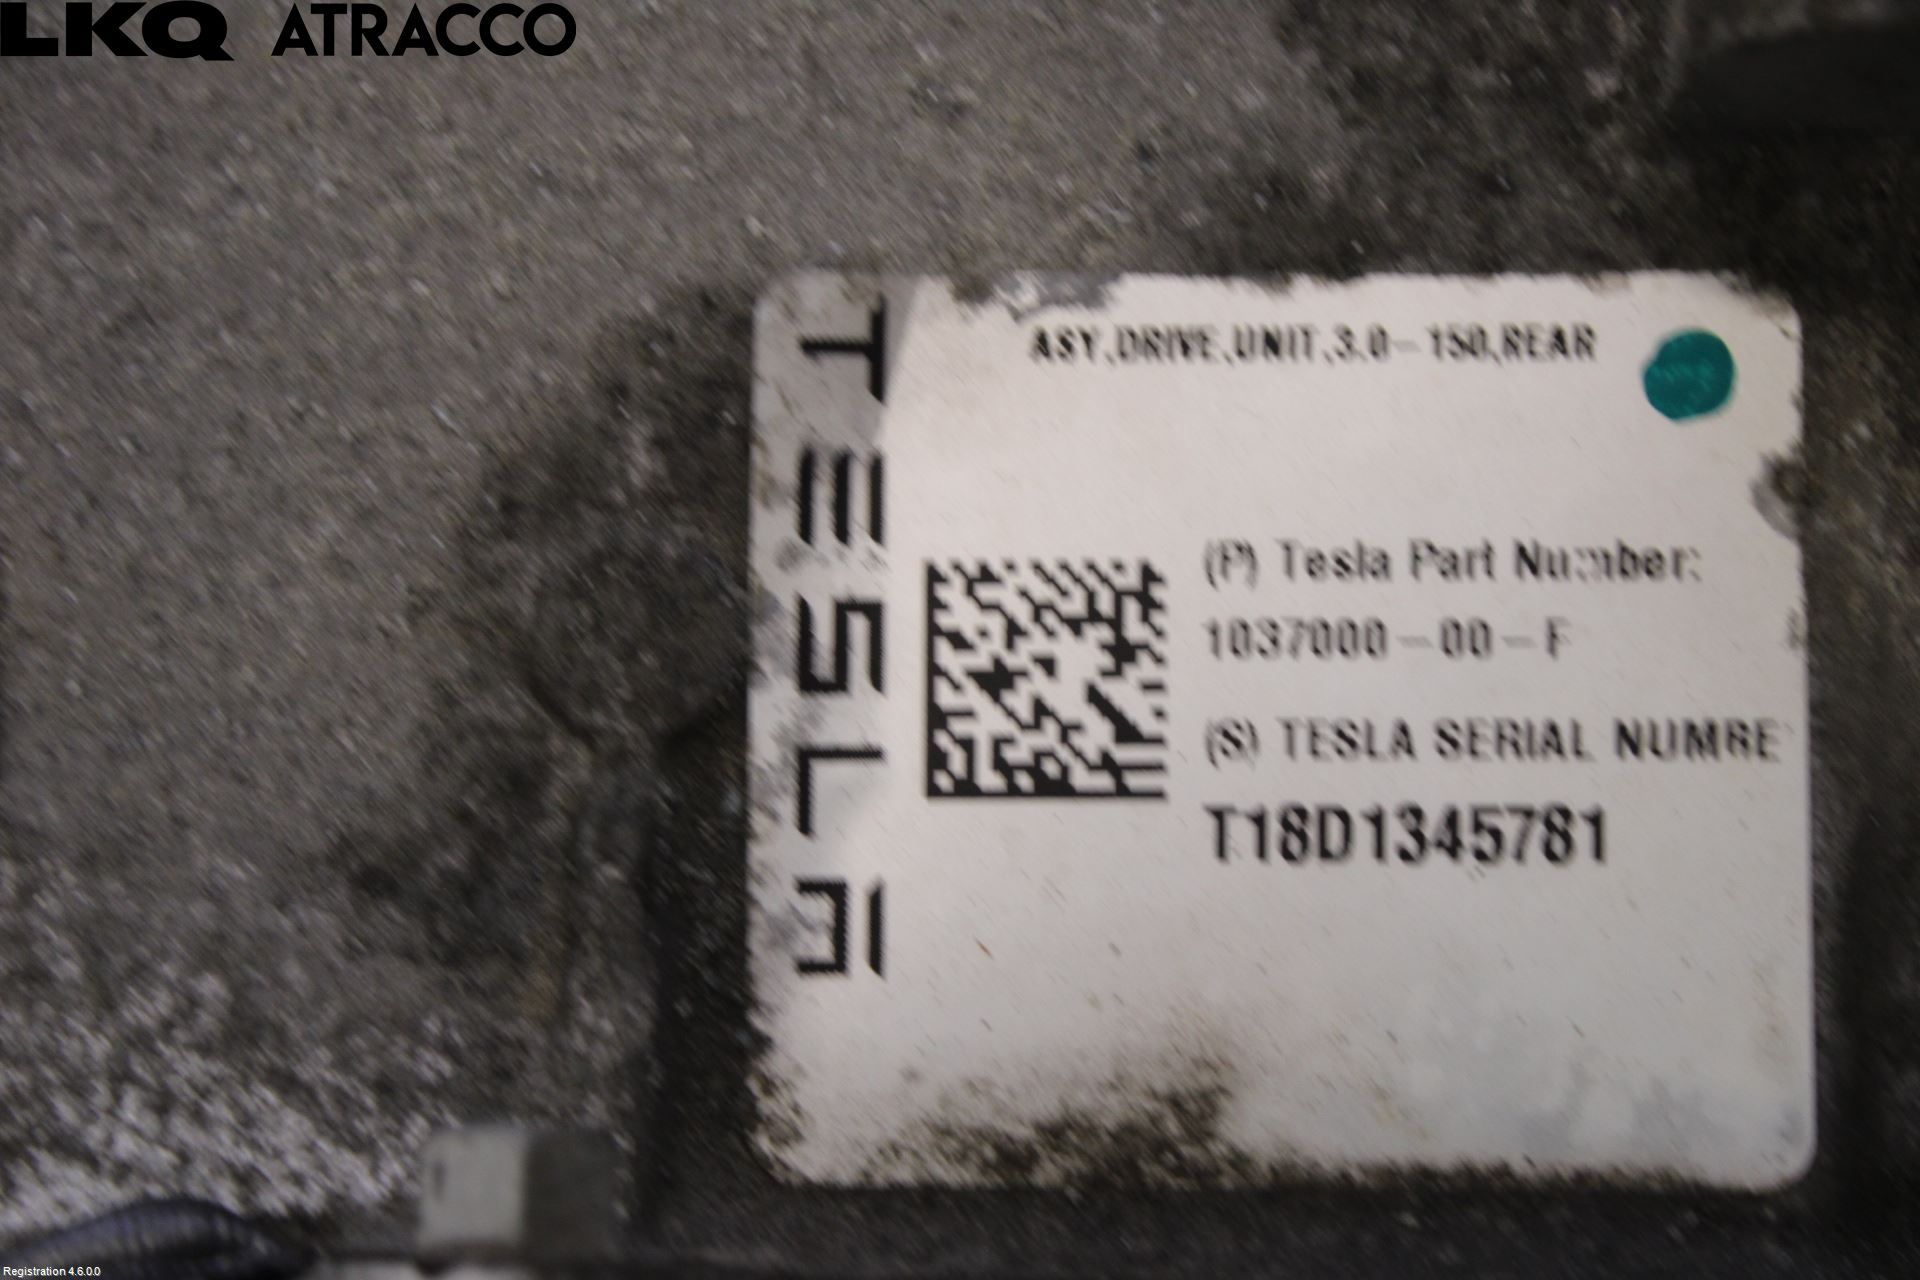 LKQ ATRACCO
TESLA
ASY,DRIVE,UNIT,3.0-150,REAR
(P) Tesla Part Number:
1037000-00-F
(S) TESLA SERIAL NUMBE
T18D1345781
Registration 4.6.0.0